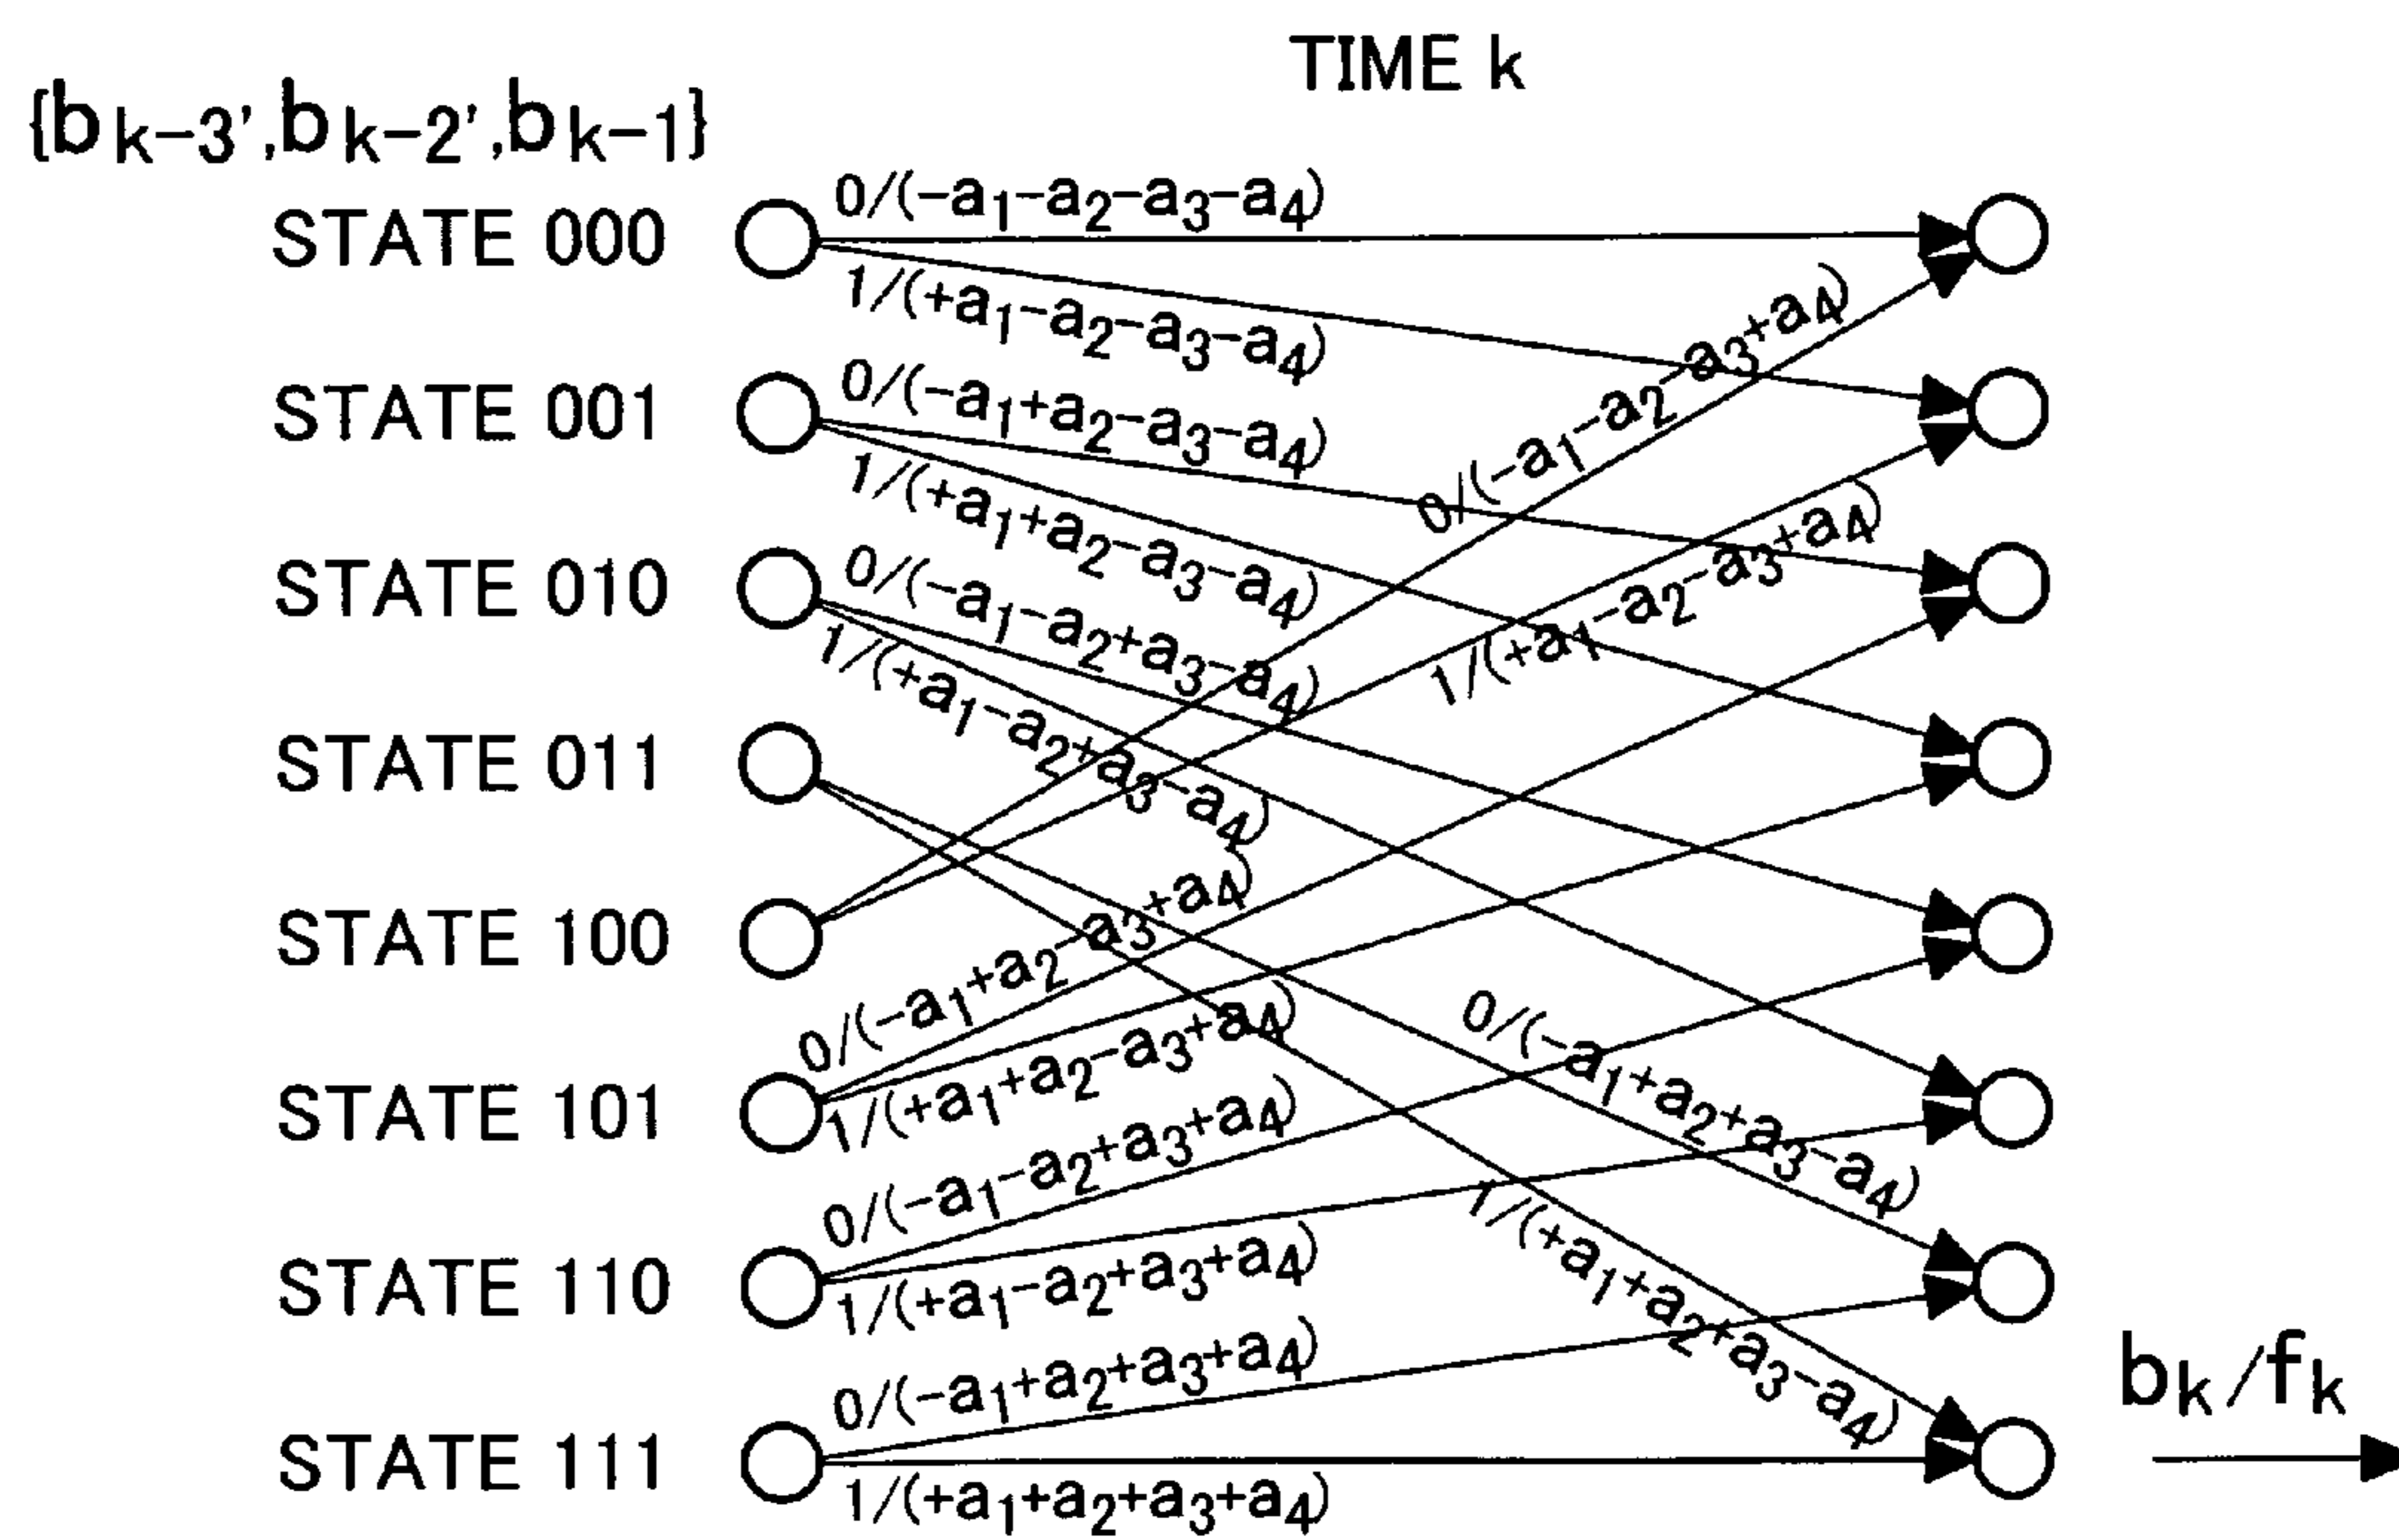 TIME k
{bk-3',bk-2',bk-1}
STATE 000
0/(-a1-a2-a3-a4)
1/(+a1-a2-a3-a4)
STATE 001
0/(-a1+a2-a3-a4)
1/(+a1+a2-a3-a4)
STATE 010
0/(-a1-a2+a3-a4)
1/(+a1-a2+a3-a4)
STATE 011
0/(-a1+a2+a3-a4)
1/(+a1+a2+a3-a4)
STATE 100
0/(-a1-a2-a3+a4)
1/(+a1-a2-a3+a4)
STATE 101
0/(-a1+a2-a3+a4)
1/(+a1+a2-a3+a4)
STATE 110
0/(-a1-a2+a3+a4)
1/(+a1-a2+a3+a4)
STATE 111
0/(-a1+a2+a3+a4)
1/(+a1+a2+a3+a4)
bk/fk